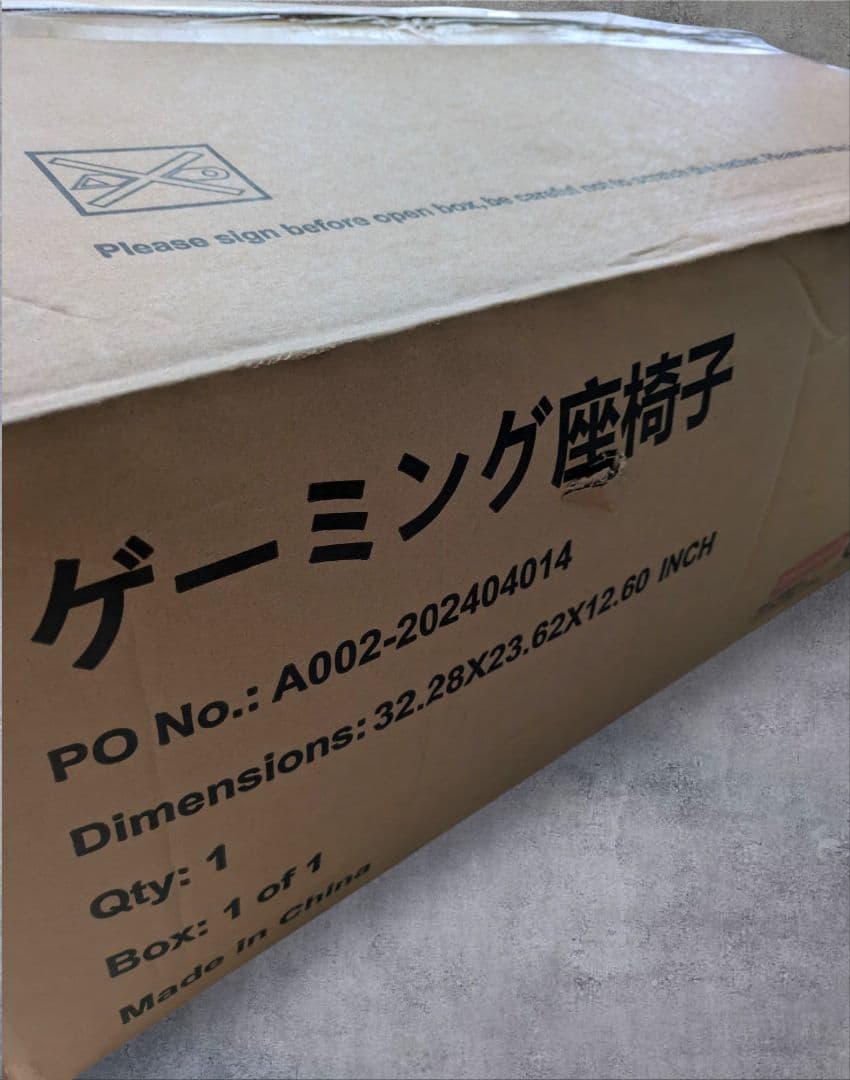 Please sign before open box, be careful not to scratch this leather. Please
ゲーミング座椅子
PO No.: A002-202404014
Dimensions: 32.28X23.62X12.60 INCH
Qty: 1
Box: 1 of 1
Made in China